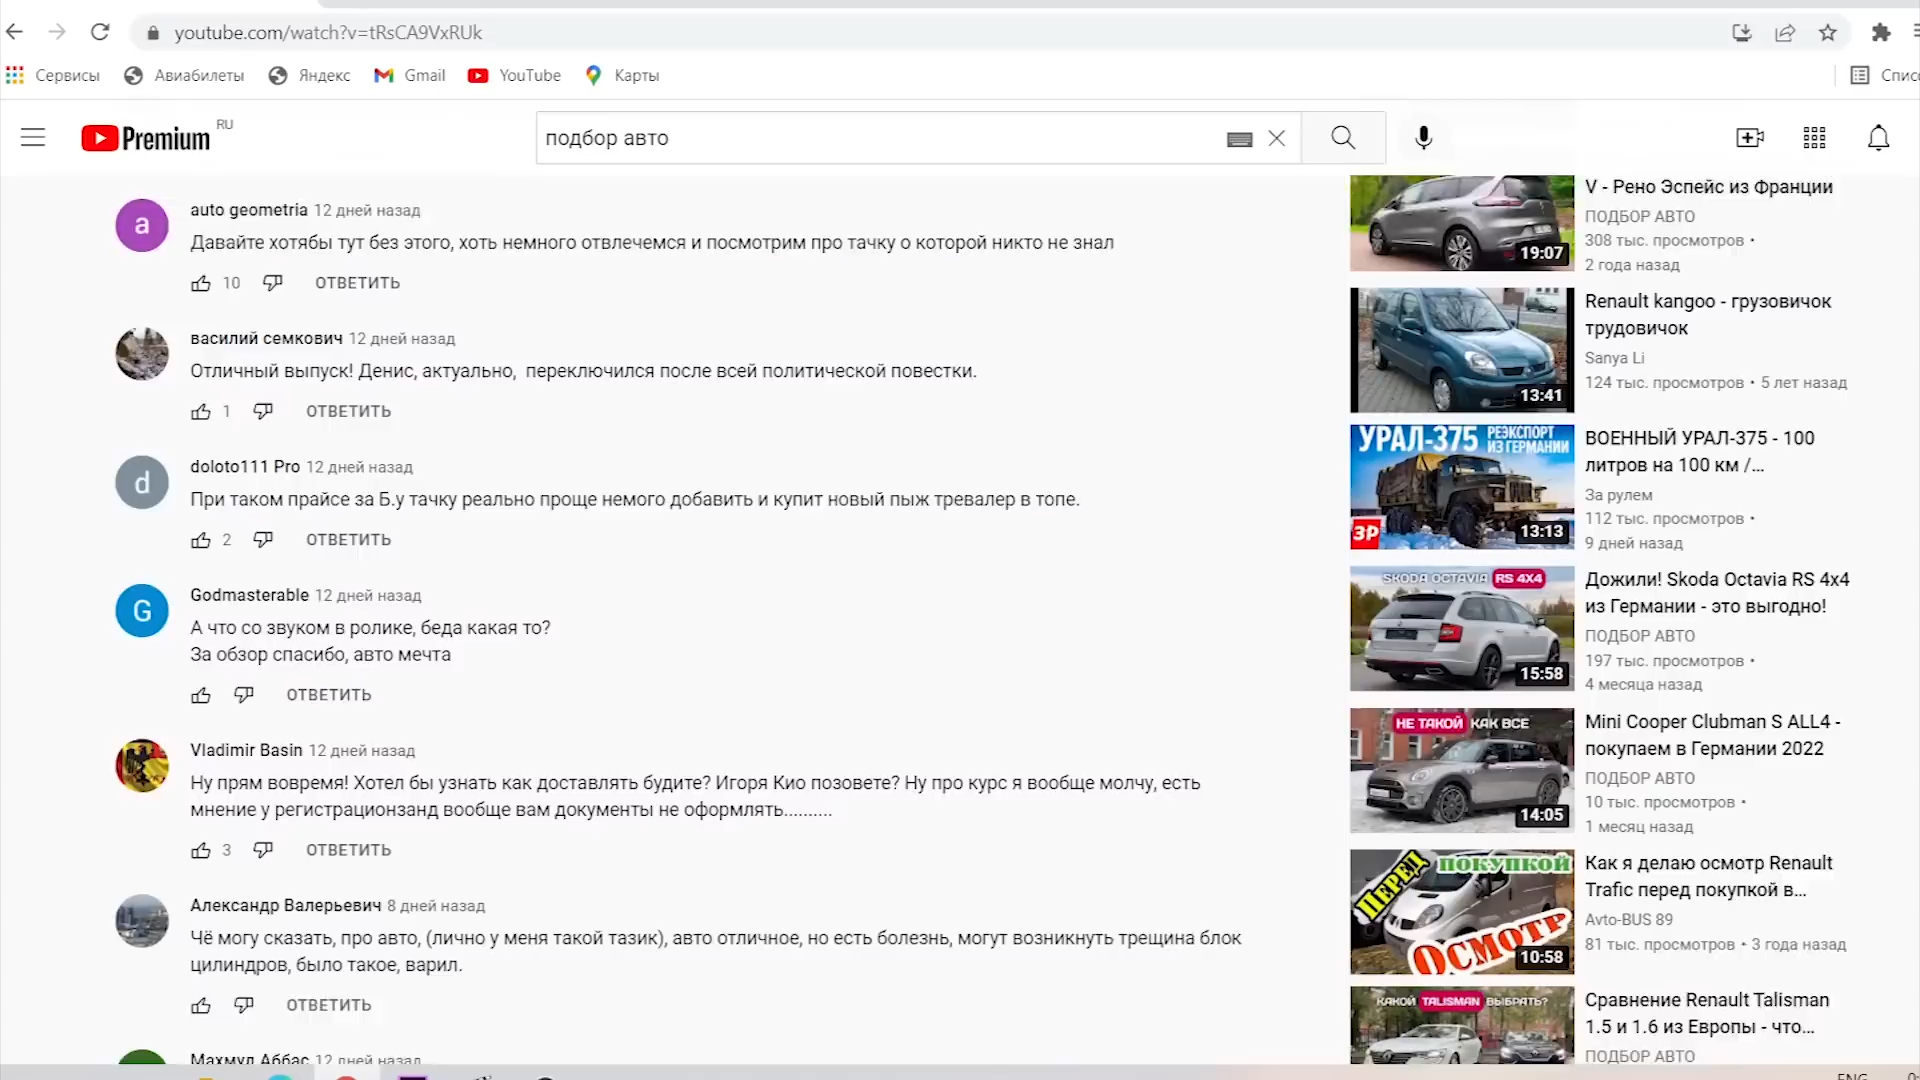 youtube.com/watch?v=tRsCA9VxRUk
Сервисы
Авиабилеты
Яндекс
Gmail
YouTube
Карты
Premium
RU
подбор авто
auto geometria 12 дней назад
Давайте хотябы тут без этого, хоть немного отвлечемся и посмотрим про тачку о которой никто не знал
10
ОТВЕТИТЬ
василий семкович 12 дней назад
Отличный выпуск! Денис, актуально, переключился после всей политической повестки.
1
ОТВЕТИТЬ
doloto111 Pro 12 дней назад
При таком прайсе за Б.у тачку реально проще немого добавить и купит новый пыж тревалер в топе.
2
ОТВЕТИТЬ
Godmasterable 12 дней назад
А что со звуком в ролике, беда какая то?
За обзор спасибо, авто мечта
ОТВЕТИТЬ
Vladimir Basin 12 дней назад
Ну прям вовремя! Хотел бы узнать как доставлять будите? Игоря Кио позовете? Ну про курс я вообще молчу, есть
мнение у регистрационзанд вообще вам документы не оформлять..........
3
ОТВЕТИТЬ
Александр Валерьевич 8 дней назад
Чё могу сказать, про авто, (лично у меня такой тазик), авто отличное, но есть болезнь, могут возникнуть трещина блок
цилиндров, было такое, варил.
ОТВЕТИТЬ
Махмуд Аббас 12 дней назад
a
d
G
19:07
V - Рено Эспейс из Франции
ПОДБОР АВТО
308 тыс. просмотров •
2 года назад
13:41
Renault kangoo - грузовичок
трудовичок
Sanya Li
124 тыс. просмотров • 5 лет назад
УРАЛ-375 РЕЭКСПОРТ
ИЗ ГЕРМАНИИ
ЗР
13:13
ВОЕННЫЙ УРАЛ-375 - 100
литров на 100 км /...
За рулем
112 тыс. просмотров •
9 дней назад
SKODA OCTAVIA RS 4X4
15:58
Дожили! Skoda Octavia RS 4x4
из Германии - это выгодно!
ПОДБОР АВТО
197 тыс. просмотров •
4 месяца назад
НЕ ТАКОЙ КАК ВСЕ
14:05
Mini Cooper Clubman S ALL4 -
покупаем в Германии 2022
ПОДБОР АВТО
10 тыс. просмотров •
1 месяц назад
ПЕРЕД ПОКУПКОЙ
ОСМОТР
10:58
Как я делаю осмотр Renault
Trafic перед покупкой в...
Avto-BUS 89
81 тыс. просмотров • 3 года назад
КАКОЙ TALISMAN ВЫБРАТЬ?
Сравнение Renault Talisman
1.5 и 1.6 из Европы - что...
ПОДБОР АВТО
ENG